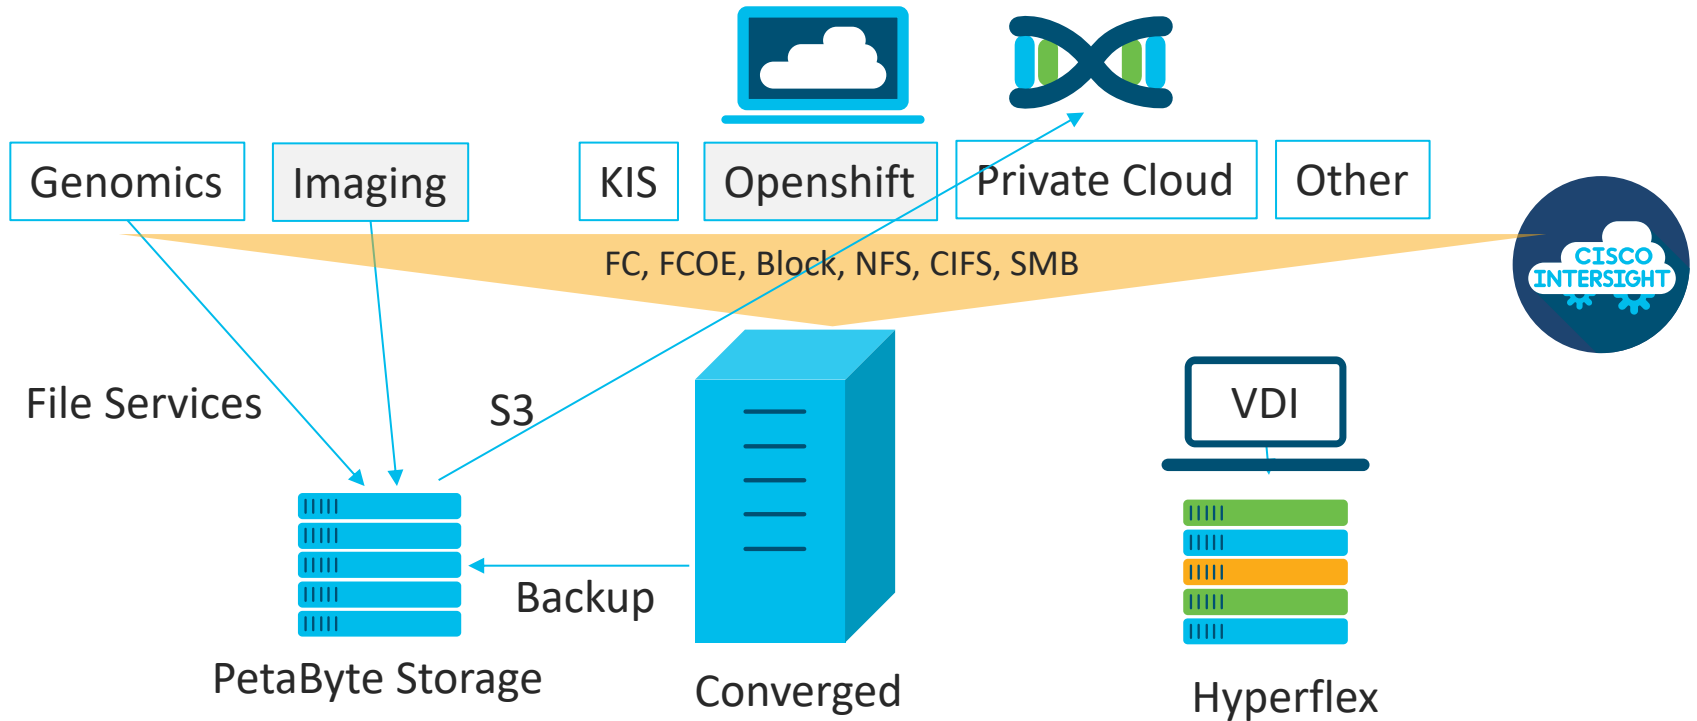 Genomics
Imaging
KIS
Openshift
Private Cloud
Other
FC, FCOE, Block, NFS, CIFS, SMB
CISCO
INTERSIGHT
File Services
S3
VDI
Backup
PetaByte Storage
Converged
Hyperflex